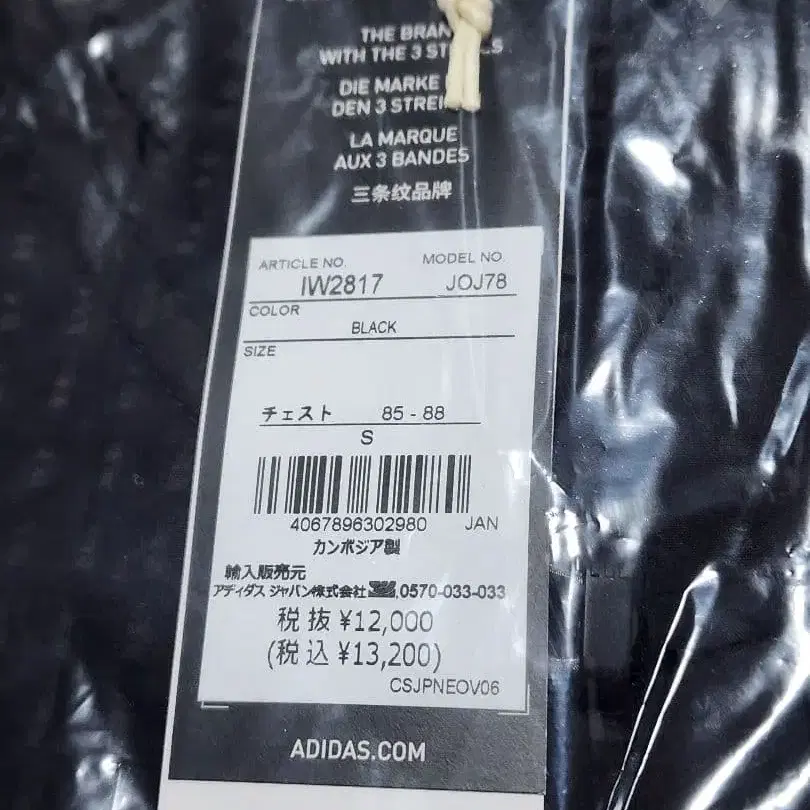 THE BRAN
WITH THE 3 ST S
DIE MARKE
DEN 3 STREI
LA MARQUE
AUX 3 BANDES
三条纹品牌
ARTICLE NO. MODEL NO.
IW2817 JOJ78
COLOR
BLACK
SIZE
チェスト 85 - 88
S
4067896302980 JAN
カンボジア製
輸入販売元
アディダス ジャパン株式会社 0570-033-033
税 抜 ¥12,000
(税 込 ¥13,200)
CSJPNEOV06
ADIDAS.COM